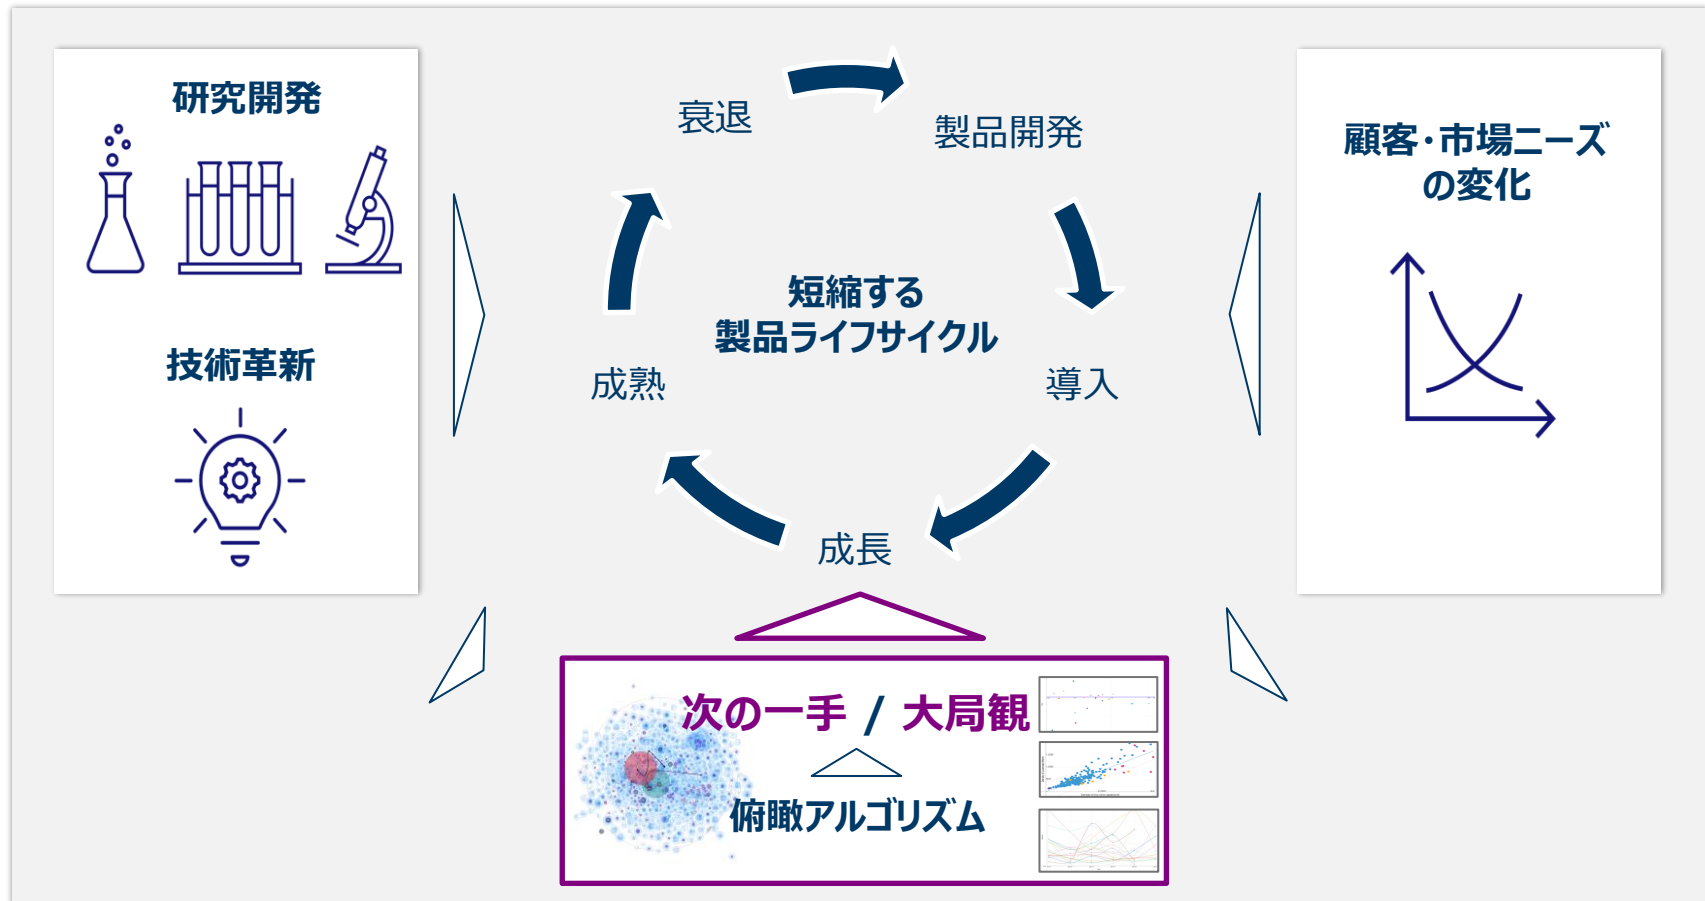 研究開発
技術革新
衰退
製品開発
導入
成長
成熟
短縮する
製品ライフサイクル
顧客・市場ニーズ
の変化
次の一手 / 大局観
俯瞰アルゴリズム